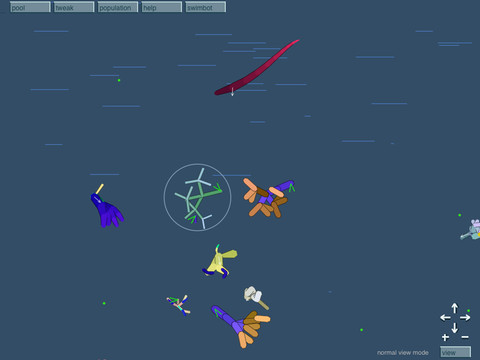 pool
tweak
population
help
swimbot
normal view mode
view